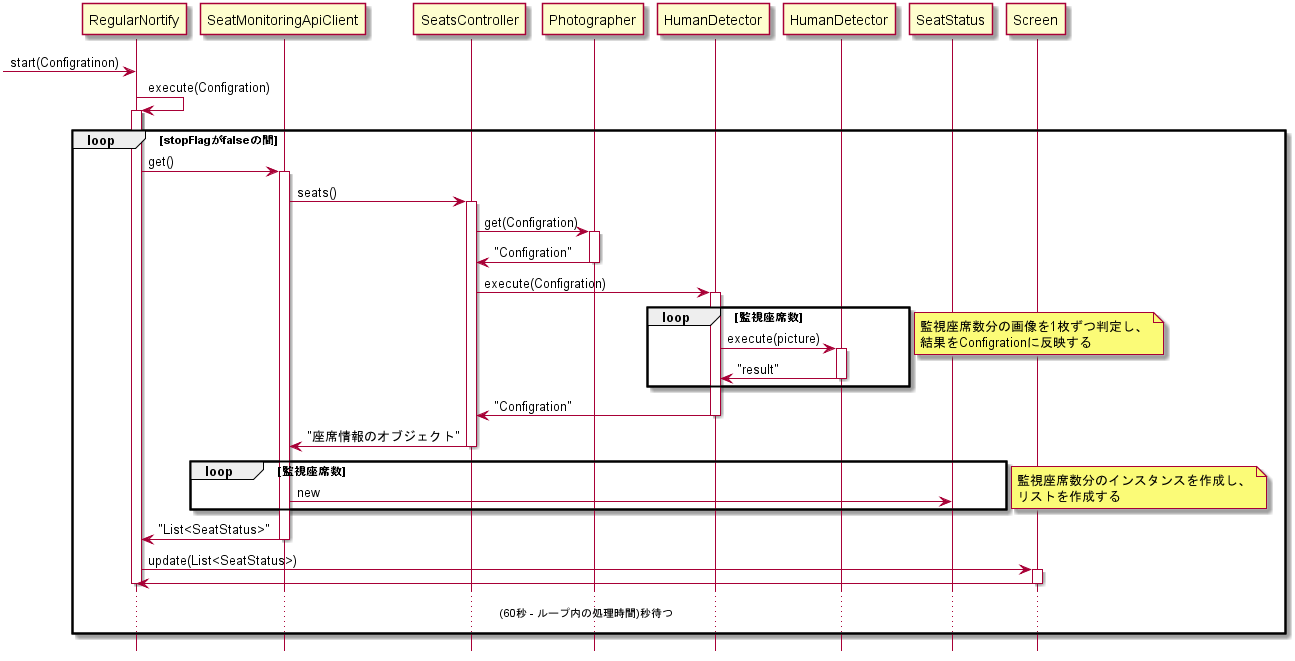 RegularNortify
SeatMonitoringApiClient
SeatsController
Photographer
HumanDetector
HumanDetector
SeatStatus
Screen
start(Configratinon)
execute(Configration)
loop
[stopFlagがfalseの間]
get()
seats()
get(Configration)
"Configration"
execute(Configration)
loop
[監視座席数]
監視座席数分の画像を1枚ずつ判定し、
結果をConfigrationに反映する
execute(picture)
"result"
"Configration"
"座席情報のオブジェクト"
loop
[監視座席数]
監視座席数分のインスタンスを作成し、
リストを作成する
new
"List<SeatStatus>"
update(List<SeatStatus>)
(60秒 - ループ内の処理時間)秒待つ